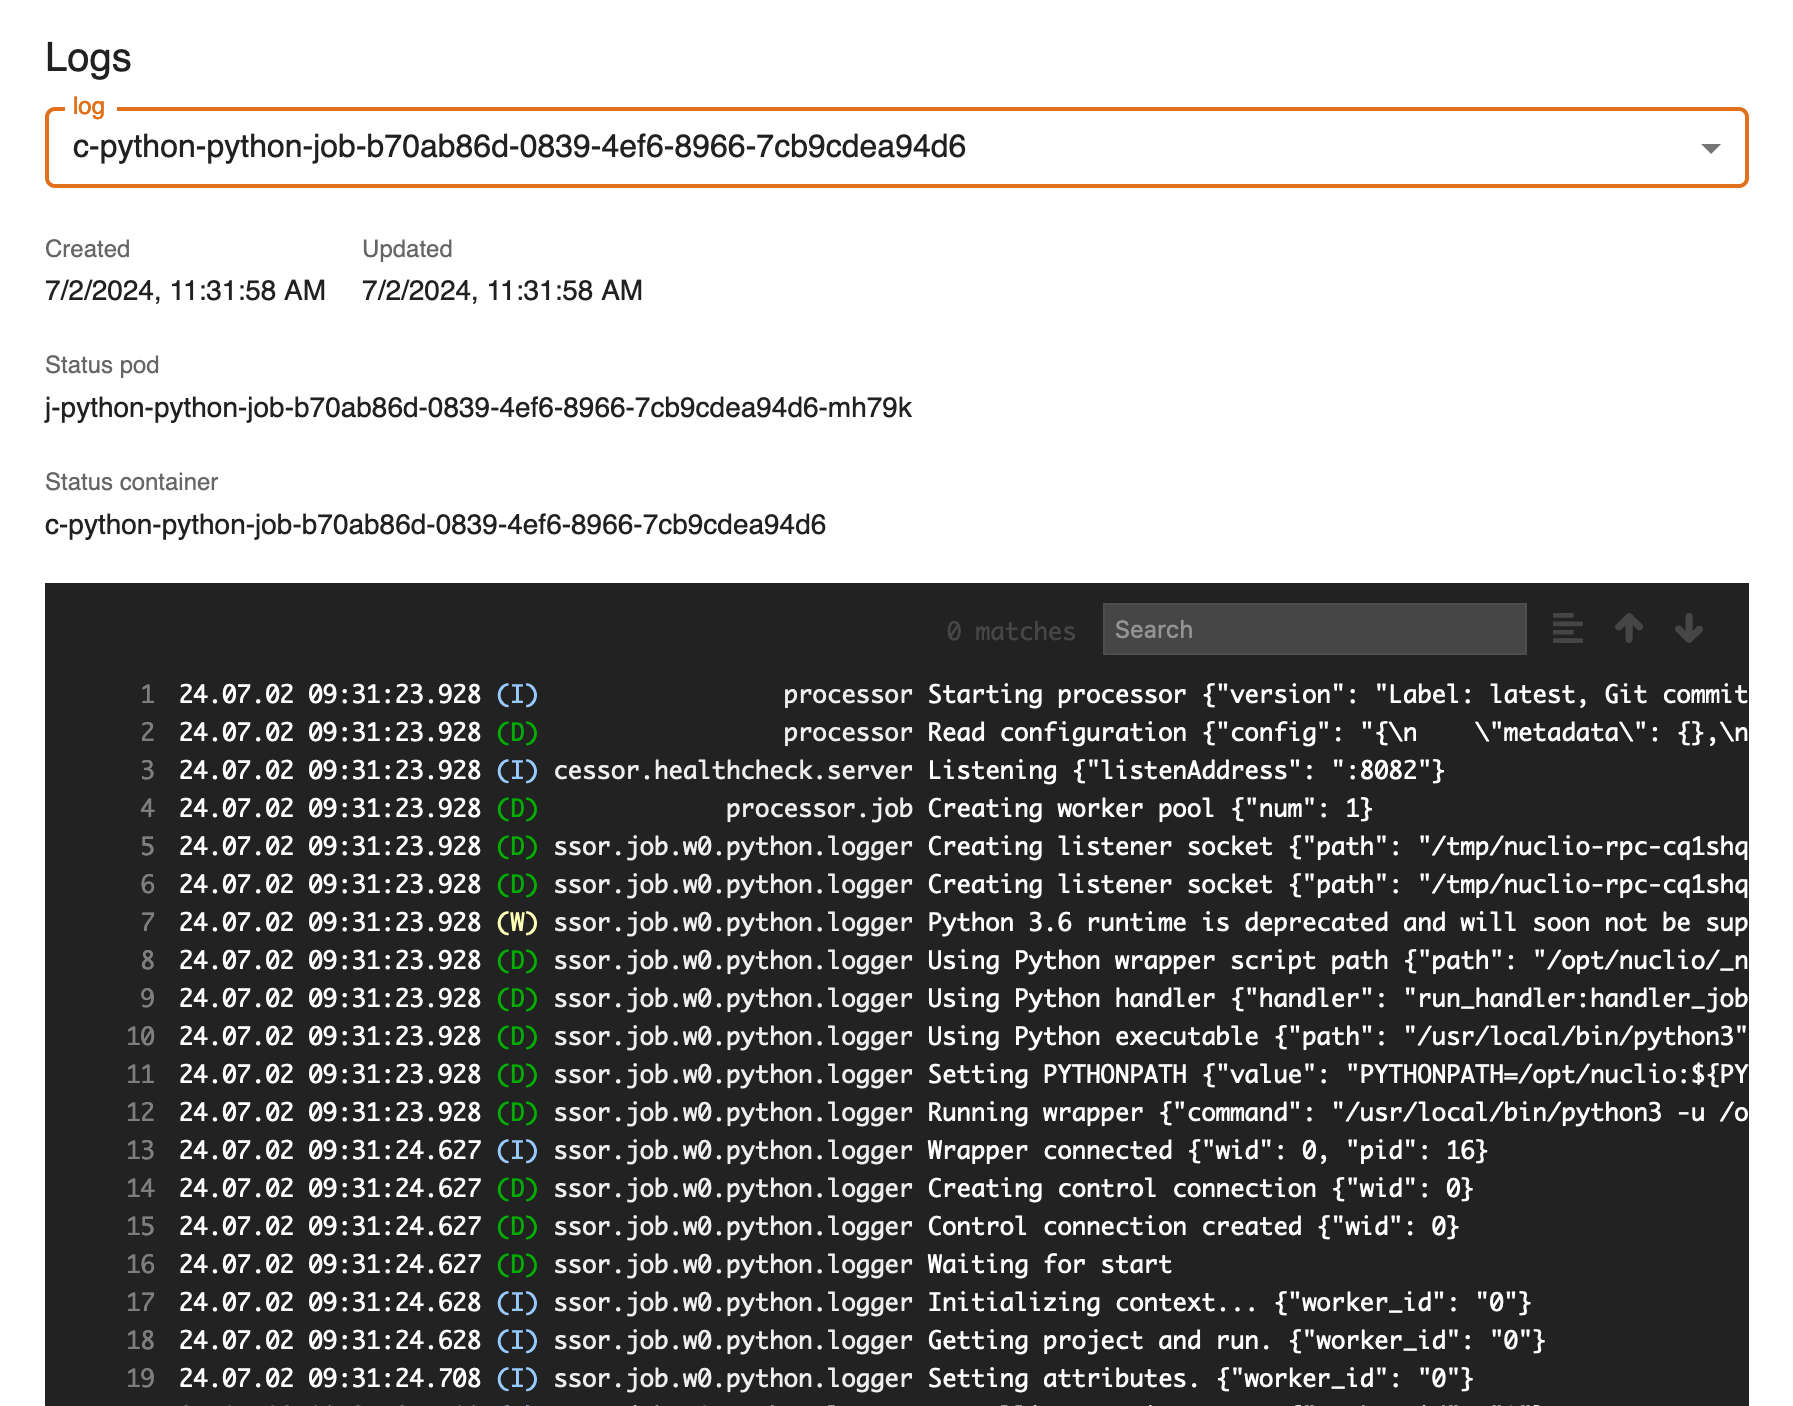 Logs
log
c-python-python-job-b70ab86d-0839-4ef6-8966-7cb9cdea94d6
Created Updated
7/2/2024, 11:31:58 AM 7/2/2024, 11:31:58 AM
Status pod
j-python-python-job-b70ab86d-0839-4ef6-8966-7cb9cdea94d6-mh79k
Status container
c-python-python-job-b70ab86d-0839-4ef6-8966-7cb9cdea94d6
0 matches Search
1 24.07.02 09:31:23.928 (I) processor Starting processor {"version": "Label: latest, Git commit
2 24.07.02 09:31:23.928 (D) processor Read configuration {"config": "{\n    \"metadata\": {},\n
3 24.07.02 09:31:23.928 (I) cessor.healthcheck.server Listening {"listenAddress": ":8082"}
4 24.07.02 09:31:23.928 (D) processor.job Creating worker pool {"num": 1}
5 24.07.02 09:31:23.928 (D) ssor.job.w0.python.logger Creating listener socket {"path": "/tmp/nuclio-rpc-cq1shq
6 24.07.02 09:31:23.928 (D) ssor.job.w0.python.logger Creating listener socket {"path": "/tmp/nuclio-rpc-cq1shq
7 24.07.02 09:31:23.928 (W) ssor.job.w0.python.logger Python 3.6 runtime is deprecated and will soon not be sup
8 24.07.02 09:31:23.928 (D) ssor.job.w0.python.logger Using Python wrapper script path {"path": "/opt/nuclio/_n
9 24.07.02 09:31:23.928 (D) ssor.job.w0.python.logger Using Python handler {"handler": "run_handler:handler_job
10 24.07.02 09:31:23.928 (D) ssor.job.w0.python.logger Using Python executable {"path": "/usr/local/bin/python3"
11 24.07.02 09:31:23.928 (D) ssor.job.w0.python.logger Setting PYTHONPATH {"value": "PYTHONPATH=/opt/nuclio:${PY
12 24.07.02 09:31:23.928 (D) ssor.job.w0.python.logger Running wrapper {"command": "/usr/local/bin/python3 -u /o
13 24.07.02 09:31:24.627 (I) ssor.job.w0.python.logger Wrapper connected {"wid": 0, "pid": 16}
14 24.07.02 09:31:24.627 (D) ssor.job.w0.python.logger Creating control connection {"wid": 0}
15 24.07.02 09:31:24.627 (D) ssor.job.w0.python.logger Control connection created {"wid": 0}
16 24.07.02 09:31:24.627 (D) ssor.job.w0.python.logger Waiting for start
17 24.07.02 09:31:24.628 (I) ssor.job.w0.python.logger Initializing context... {"worker_id": "0"}
18 24.07.02 09:31:24.628 (I) ssor.job.w0.python.logger Getting project and run. {"worker_id": "0"}
19 24.07.02 09:31:24.708 (I) ssor.job.w0.python.logger Setting attributes. {"worker_id": "0"}